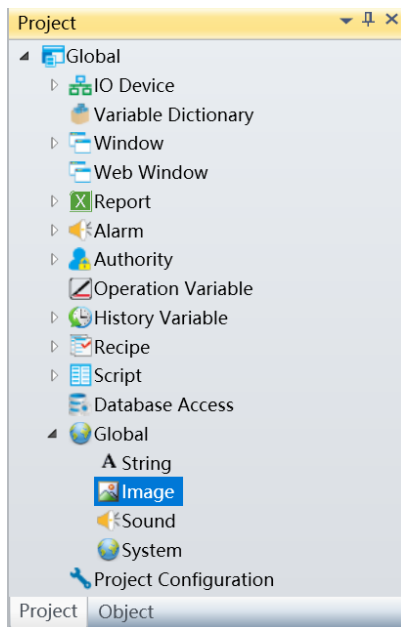 Project
Global
IO Device
Variable Dictionary
Window
Web Window
Report
Alarm
Authority
Operation Variable
History Variable
Recipe
Script
Database Access
Global
String
Image
Sound
System
Project Configuration
Project Object